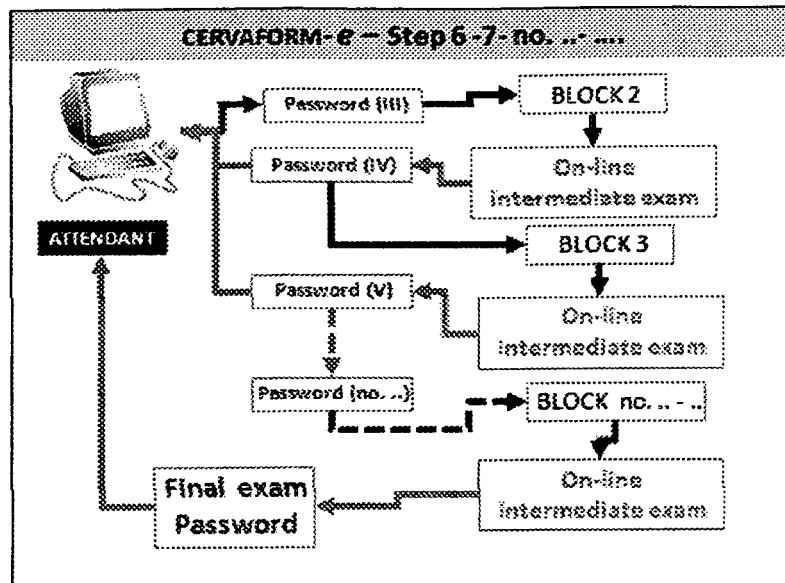 CERVAFORM-e – Step 6 -7- no. ..- ....
Password (III)
BLOCK 2
Password (IV)
On-line
intermediate exam
ATTENDANT
BLOCK 3
Password (V)
On-line
intermediate exam
Password (no. ..)
BLOCK no. .. - ..
Final exam
Password
On-line
intermediate exam